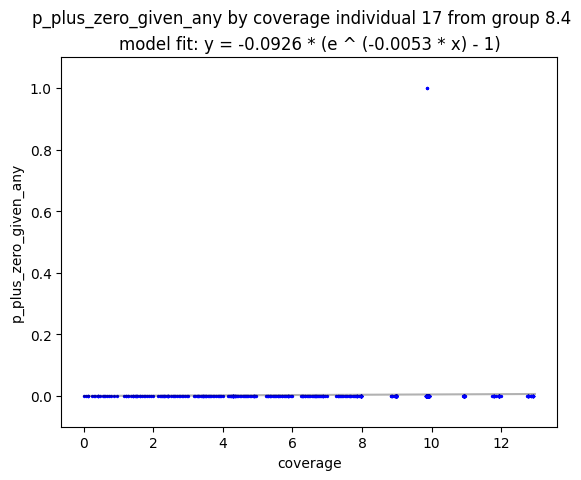 p_plus_zero_given_any by coverage individual 17 from group 8.4
model fit: y = -0.0926 * (e ^ (-0.0053 * x) - 1)
1.0
0.8
0.6
0.4
0.2
0.0
p_plus_zero_given_any
0 2 4 6 8 10 12
coverage